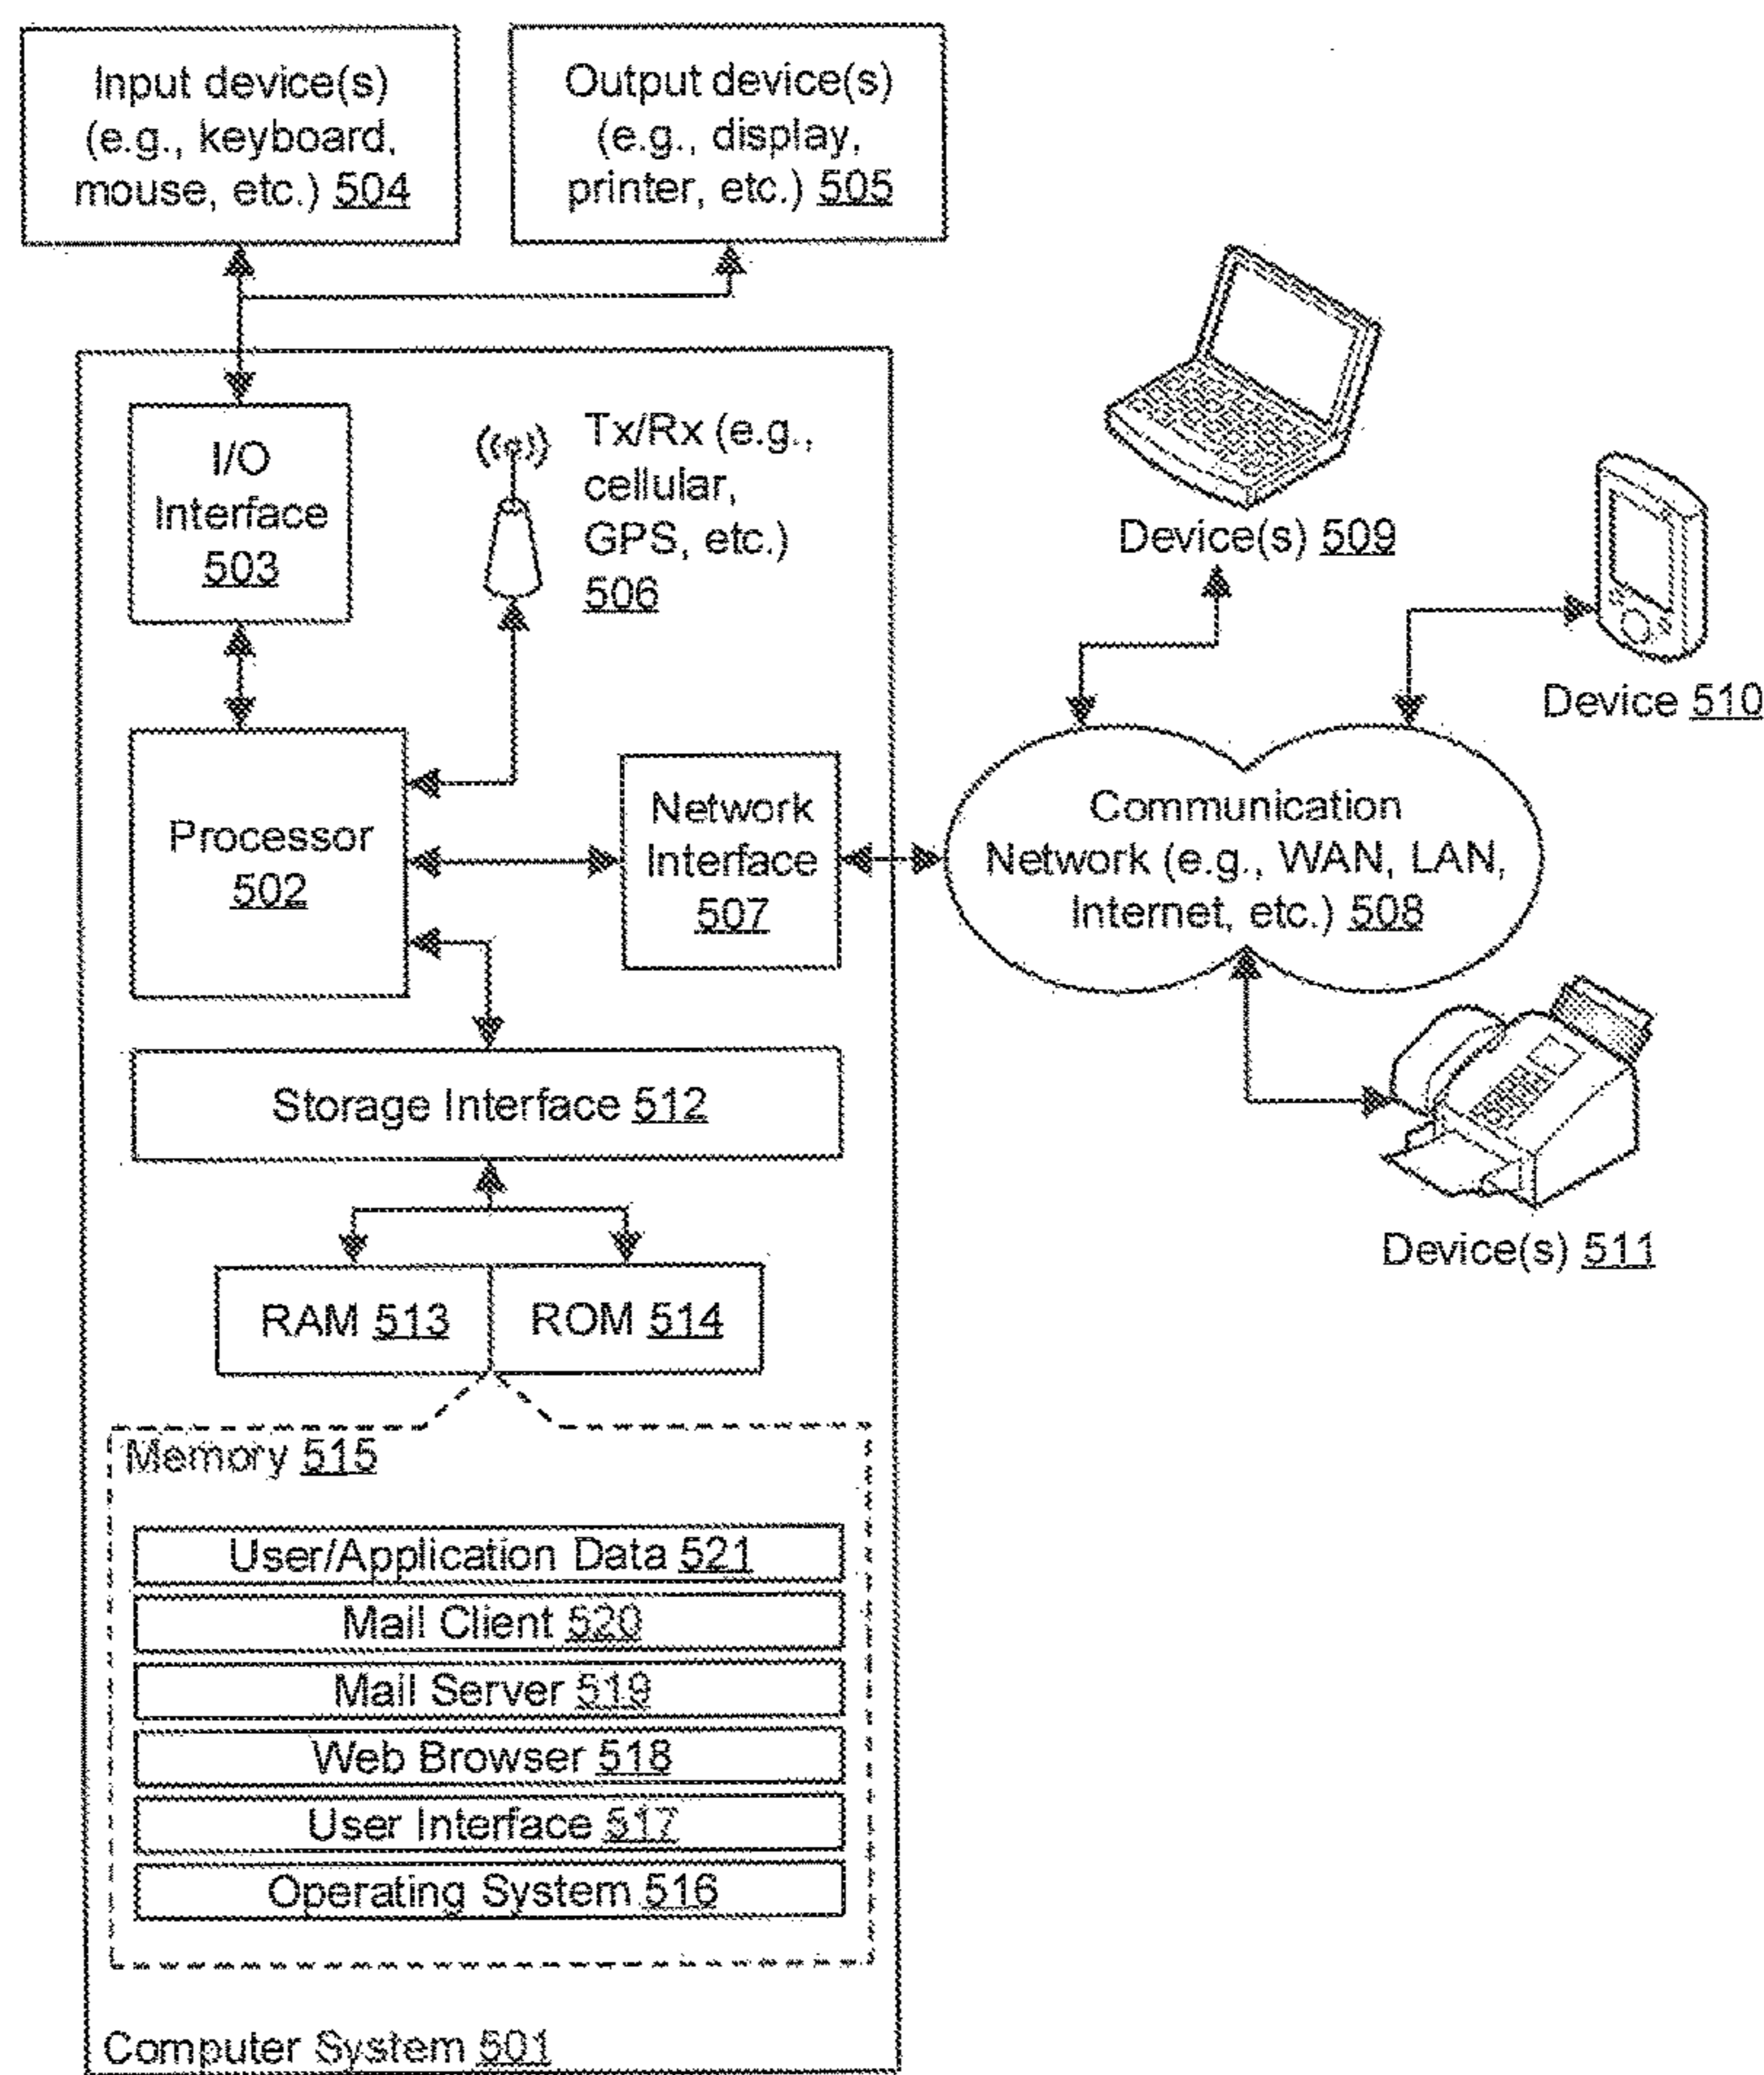 Input device(s)
(e.g., keyboard,
mouse, etc.) 504
Output device(s)
(e.g., display,
printer, etc.) 505
I/O
Interface
503
Tx/Rx (e.g.,
cellular,
GPS, etc.)
506
Device(s) 509
Device 510
Processor
502
Network
Interface
507
Communication
Network (e.g., WAN, LAN,
Internet, etc.) 508
Storage Interface 512
Device(s) 511
RAM 513
ROM 514
Memory 515
User/Application Data 521
Mail Client 520
Mail Server 519
Web Browser 518
User Interface 517
Operating System 516
Computer System 501